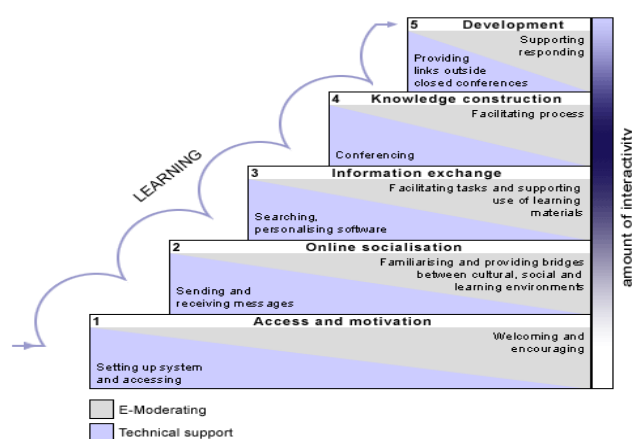 5 Development
Supporting
responding
Providing
links outside
closed conferences
4 Knowledge construction
Facilitating process
Conferencing
3 Information exchange
Facilitating tasks and supporting
use of learning
materials
Searching,
personalising software
2 Online socialisation
Familiarising and providing bridges
between cultural, social and
learning environments
Sending and
receiving messages
1 Access and motivation
Welcoming and
encouraging
Setting up system
and accessing
LEARNING
amount of interactivity
E-Moderating
Technical support